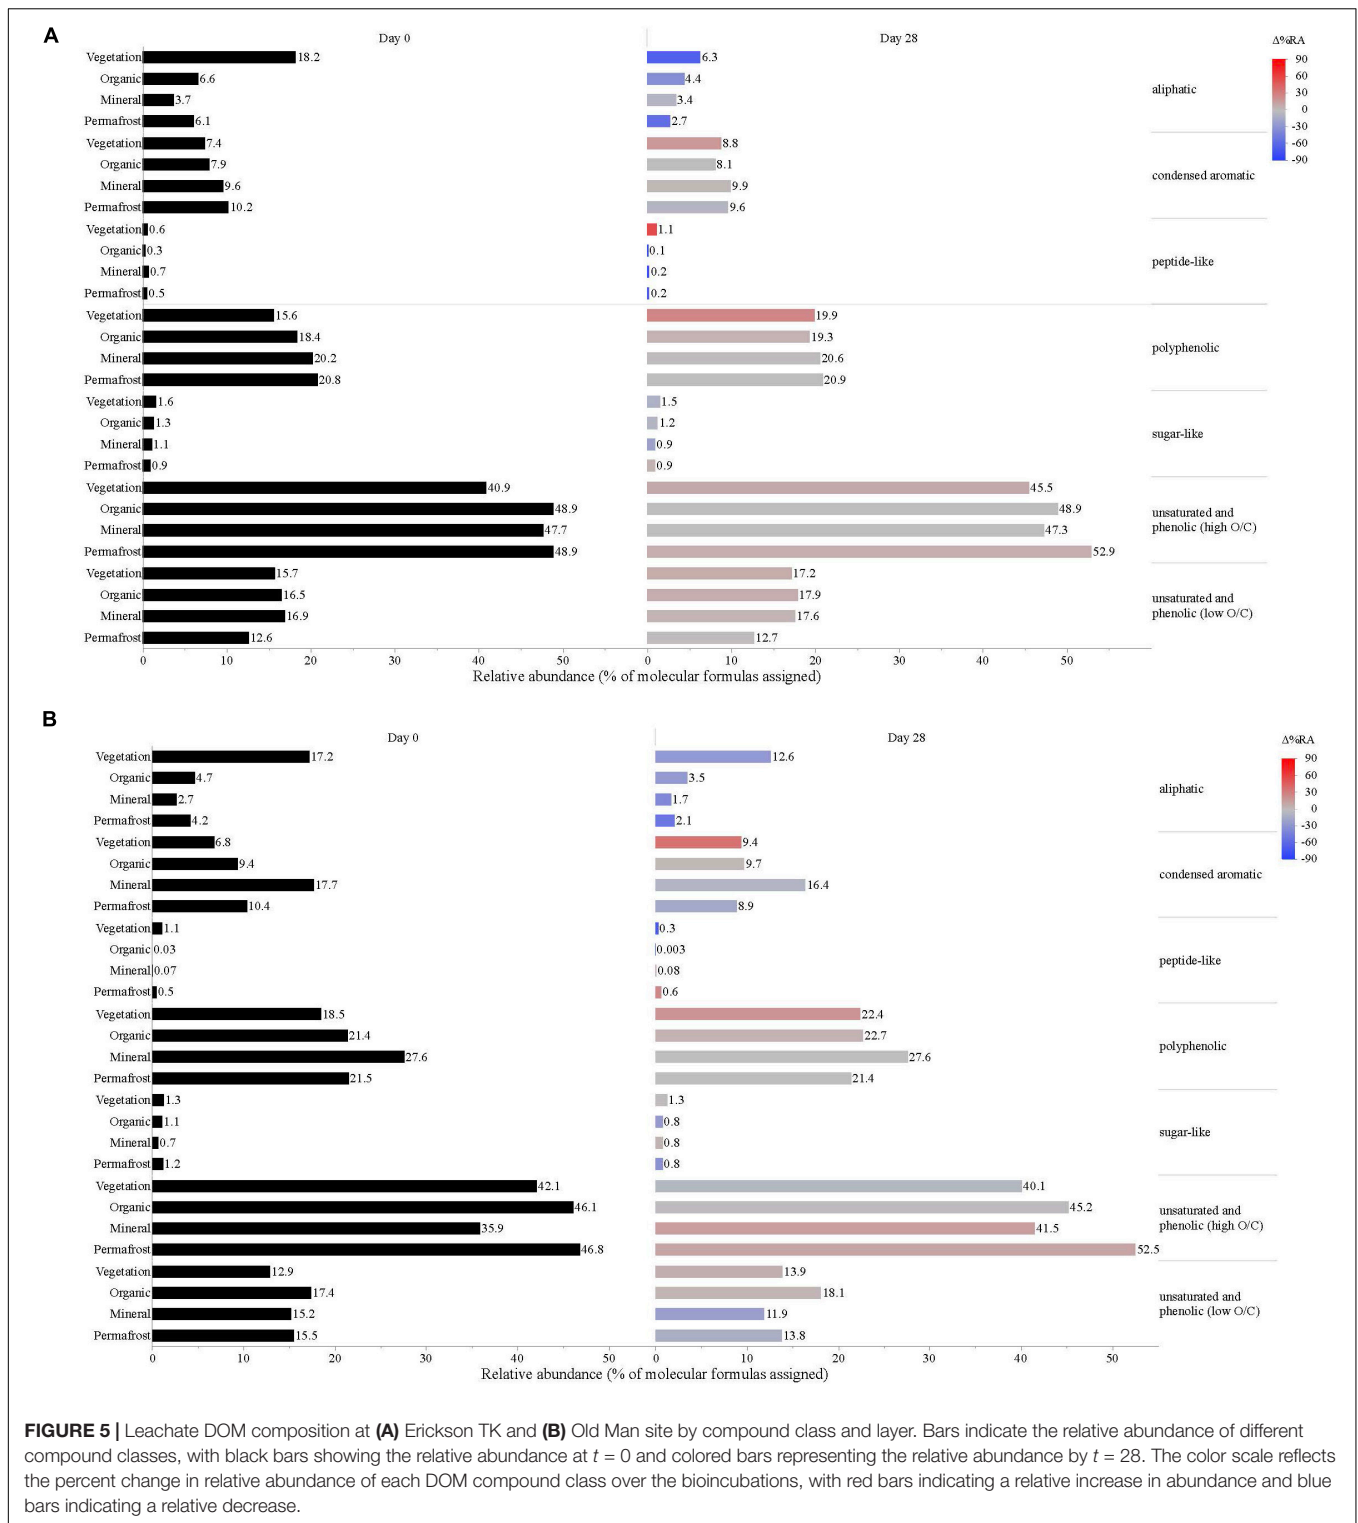 A
Day 0
Day 28
Δ%RA
90
60
30
0
-30
-60
-90
Vegetation 18.2 6.3
Organic 6.6 4.4
aliphatic
Mineral 3.7 3.4
Permafrost 6.1 2.7
Vegetation 7.4 8.8
Organic 7.9 8.1
condensed aromatic
Mineral 9.6 9.9
Permafrost 10.2 9.6
Vegetation 0.6 1.1
Organic 0.3 0.1
peptide-like
Mineral 0.7 0.2
Permafrost 0.5 0.2
Vegetation 15.6 19.9
Organic 18.4 19.3
polyphenolic
Mineral 20.2 20.6
Permafrost 20.8 20.9
Vegetation 1.6 1.5
Organic 1.3 1.2
sugar-like
Mineral 1.1 0.9
Permafrost 0.9 0.9
Vegetation 40.9 45.5
Organic 48.9 48.9
unsaturated and
phenolic (high O/C)
Mineral 47.7 47.3
Permafrost 48.9 52.9
Vegetation 15.7 17.2
Organic 16.5 17.9
unsaturated and
phenolic (low O/C)
Mineral 16.9 17.6
Permafrost 12.6 12.7
0 10 20 30 40 50 0 10 20 30 40 50
Relative abundance (% of molecular formulas assigned)
B
Day 0
Day 28
Δ%RA
90
60
30
0
-30
-60
-90
Vegetation 17.2 12.6
Organic 4.7 3.5
aliphatic
Mineral 2.7 1.7
Permafrost 4.2 2.1
Vegetation 6.8 9.4
Organic 9.4 9.7
condensed aromatic
Mineral 17.7 16.4
Permafrost 10.4 8.9
Vegetation 1.1 0.3
Organic 0.03 0.003
peptide-like
Mineral 0.07 0.08
Permafrost 0.5 0.6
Vegetation 18.5 22.4
Organic 21.4 22.7
polyphenolic
Mineral 27.6 27.6
Permafrost 21.5 21.4
Vegetation 1.3 1.3
Organic 1.1 0.8
sugar-like
Mineral 0.7 0.8
Permafrost 1.2 0.8
Vegetation 42.1 40.1
Organic 46.1 45.2
unsaturated and
phenolic (high O/C)
Mineral 35.9 41.5
Permafrost 46.8 52.5
Vegetation 12.9 13.9
Organic 17.4 18.1
unsaturated and
phenolic (low O/C)
Mineral 15.2 11.9
Permafrost 15.5 13.8
0 10 20 30 40 50 0 10 20 30 40 50
Relative abundance (% of molecular formulas assigned)
FIGURE 5 | Leachate DOM composition at (A) Erickson TK and (B) Old Man site by compound class and layer. Bars indicate the relative abundance of different
compound classes, with black bars showing the relative abundance at t = 0 and colored bars representing the relative abundance by t = 28. The color scale reflects
the percent change in relative abundance of each DOM compound class over the bioincubations, with red bars indicating a relative increase in abundance and blue
bars indicating a relative decrease.